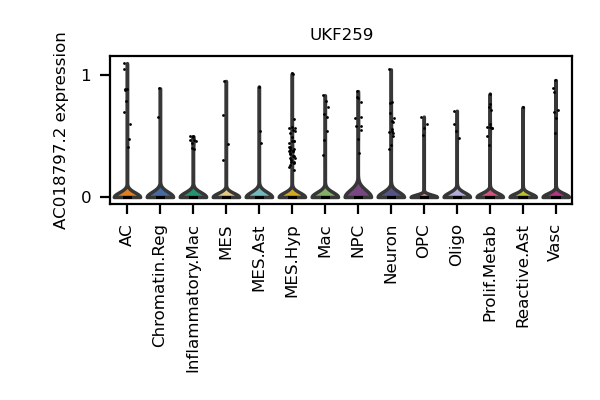 UKF259
AC018797.2 expression
1
0
AC
Chromatin.Reg
Inflammatory.Mac
MES
MES.Ast
MES.Hyp
Mac
NPC
Neuron
OPC
Oligo
Prolif.Metab
Reactive.Ast
Vasc